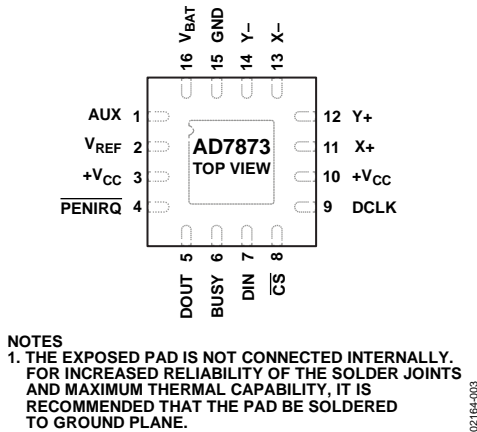 16 VBAT
15 GND
14 Y–
13 X–
AUX 1
VREF 2
+VCC 3
PENIRQ 4
AD7873
TOP VIEW
12 Y+
11 X+
10 +VCC
9 DCLK
DOUT 5
BUSY 6
DIN 7
CS 8
NOTES
1. THE EXPOSED PAD IS NOT CONNECTED INTERNALLY.
FOR INCREASED RELIABILITY OF THE SOLDER JOINTS
AND MAXIMUM THERMAL CAPABILITY, IT IS
RECOMMENDED THAT THE PAD BE SOLDERED
TO GROUND PLANE.
02164-003